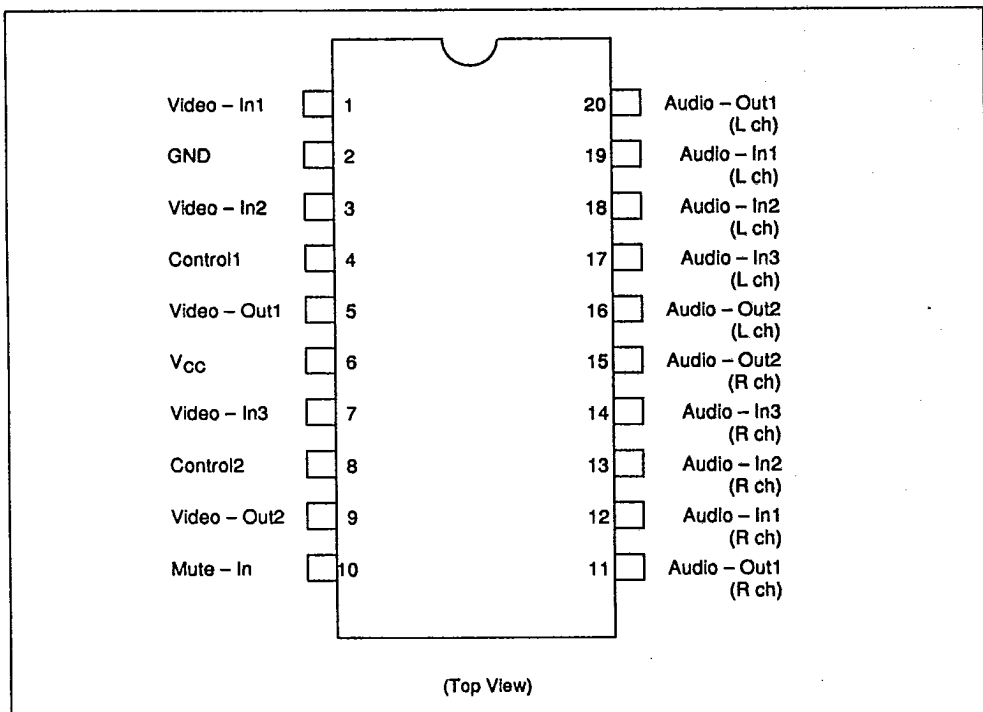 Video – In1 1
GND 2
Video – In2 3
Control1 4
Video – Out1 5
VCC 6
Video – In3 7
Control2 8
Video – Out2 9
Mute – In 10
20 Audio – Out1
(L ch)
19 Audio – In1
(L ch)
18 Audio – In2
(L ch)
17 Audio – In3
(L ch)
16 Audio – Out2
(L ch)
15 Audio – Out2
(R ch)
14 Audio – In3
(R ch)
13 Audio – In2
(R ch)
12 Audio – In1
(R ch)
11 Audio – Out1
(R ch)
(Top View)